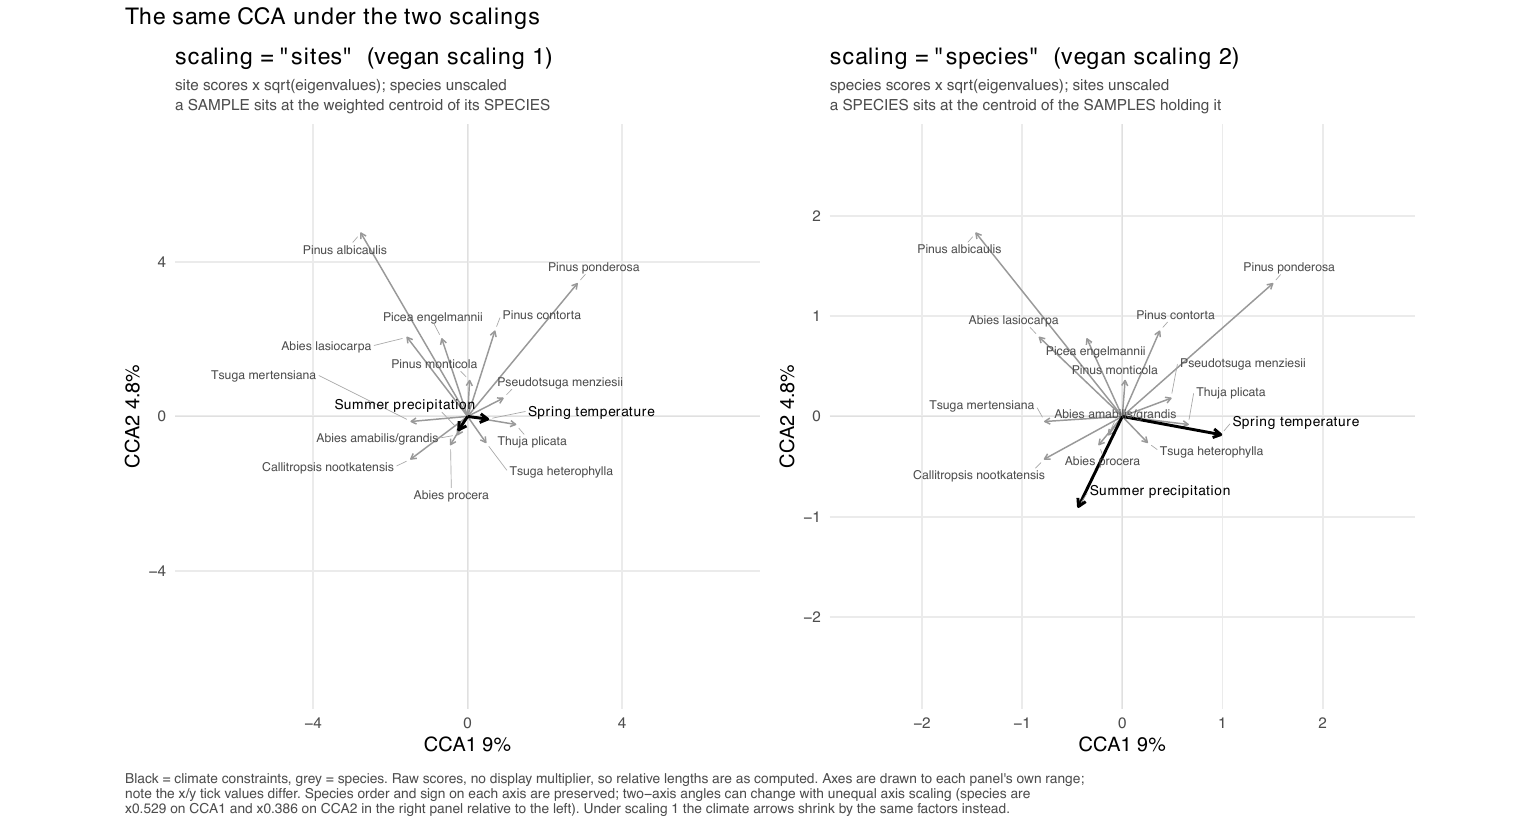 The same CCA under the two scalings
scaling = "sites"  (vegan scaling 1)
site scores x sqrt(eigenvalues); species unscaled
a SAMPLE sits at the weighted centroid of its SPECIES
CCA2 4.8%
4
0
−4
Pinus albicaulis
Pinus ponderosa
Picea engelmannii
Pinus contorta
Abies lasiocarpa
Pinus monticola
Tsuga mertensiana
Pseudotsuga menziesii
Summer precipitation
Spring temperature
Abies amabilis/grandis
Thuja plicata
Callitropsis nootkatensis
Tsuga heterophylla
Abies procera
−4
0
4
CCA1 9%
scaling = "species"  (vegan scaling 2)
species scores x sqrt(eigenvalues); sites unscaled
a SPECIES sits at the centroid of the SAMPLES holding it
CCA2 4.8%
2
1
0
−1
−2
Pinus albicaulis
Pinus ponderosa
Abies lasiocarpa
Pinus contorta
Picea engelmannii
Pinus monticola
Pseudotsuga menziesii
Thuja plicata
Tsuga mertensiana
Abies amabilis/grandis
Spring temperature
Tsuga heterophylla
Abies procera
Callitropsis nootkatensis
Summer precipitation
−2
−1
0
1
2
CCA1 9%
Black = climate constraints, grey = species. Raw scores, no display multiplier, so relative lengths are as computed. Axes are drawn to each panel's own range;
note the x/y tick values differ. Species order and sign on each axis are preserved; two−axis angles can change with unequal axis scaling (species are
x0.529 on CCA1 and x0.386 on CCA2 in the right panel relative to the left). Under scaling 1 the climate arrows shrink by the same factors instead.